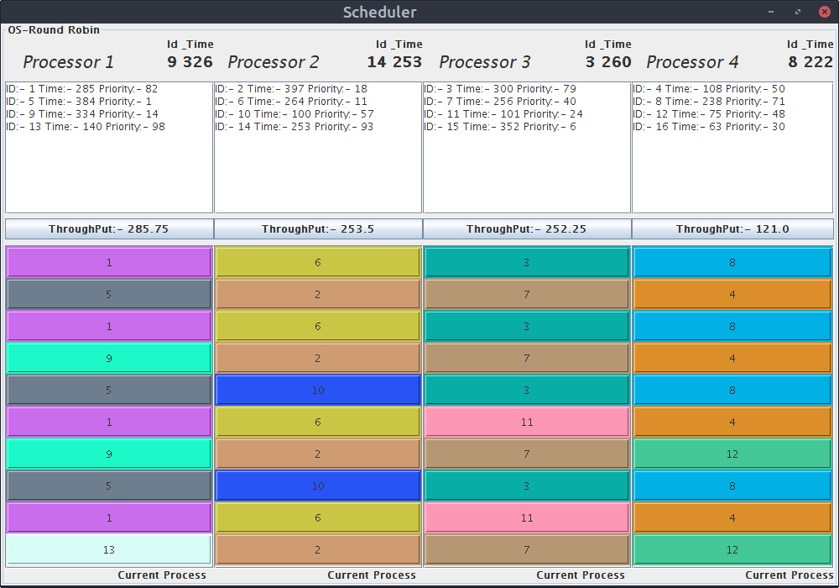 Scheduler
OS-Round Robin
Processor 1
Id _Time
9 326
Processor 2
Id _Time
14 253
Processor 3
Id _Time
3 260
Processor 4
Id _Time
8 222
ID:- 1 Time:- 285 Priority:- 82
ID:- 5 Time:- 384 Priority:- 1
ID:- 9 Time:- 334 Priority:- 14
ID:- 13 Time:- 140 Priority:- 98
ID:- 2 Time:- 397 Priority:- 18
ID:- 6 Time:- 264 Priority:- 11
ID:- 10 Time:- 100 Priority:- 57
ID:- 14 Time:- 253 Priority:- 93
ID:- 3 Time:- 300 Priority:- 79
ID:- 7 Time:- 256 Priority:- 40
ID:- 11 Time:- 101 Priority:- 24
ID:- 15 Time:- 352 Priority:- 6
ID:- 4 Time:- 108 Priority:- 50
ID:- 8 Time:- 238 Priority:- 71
ID:- 12 Time:- 75 Priority:- 48
ID:- 16 Time:- 63 Priority:- 30
ThroughPut:- 285.75 ThroughPut:- 253.5 ThroughPut:- 252.25 ThroughPut:- 121.0
1 6 3 8
5 2 7 4
1 6 3 8
9 2 7 4
5 10 3 8
1 6 11 4
9 2 7 12
5 10 3 8
1 6 11 4
13 2 7 12
Current Process Current Process Current Process Current Process